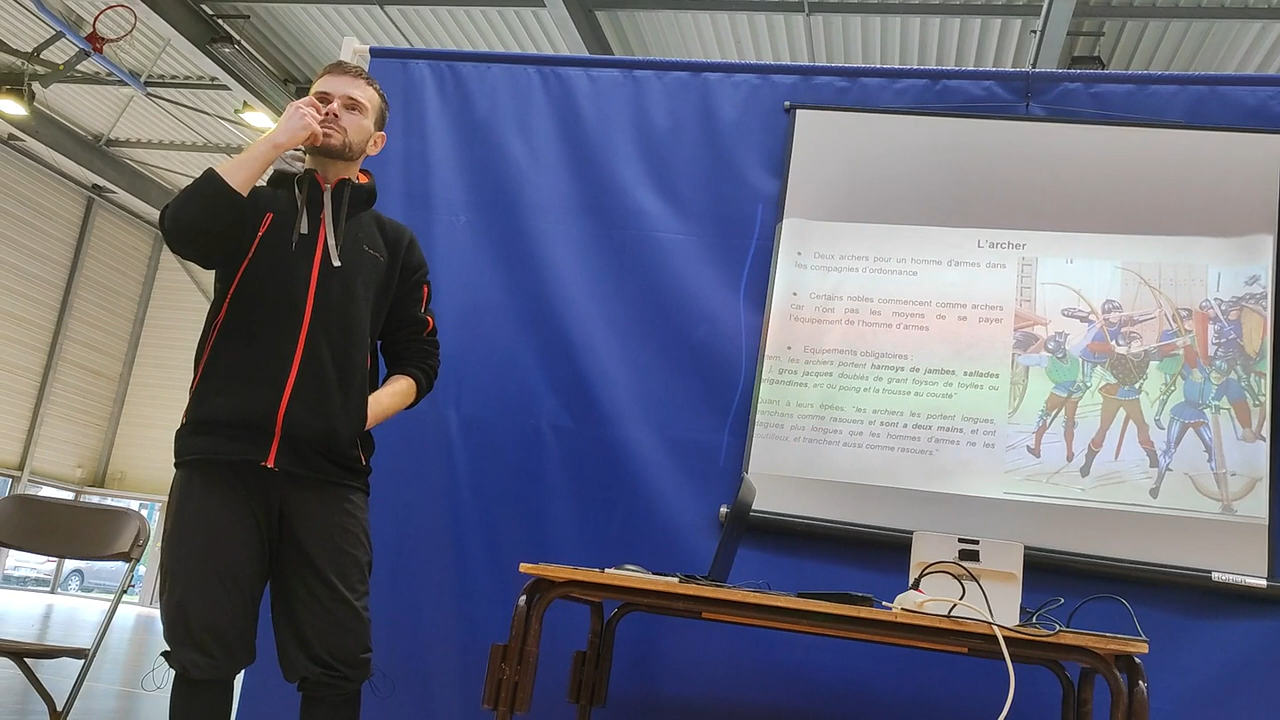 L'archer
• Deux archers pour un homme d'armes dans
les compagnies d'ordonnance
• Certains nobles commencent comme archers
car n'ont pas les moyens de se payer
l'équipement de l'homme d'armes
• Equipements obligatoires :
tem, les archiers portent harnoys de jambes, sallades
], gros jacques doublés de grant foyson de toylles ou
brigandines, arc ou poing et la trousse au cousté"
Quant à leurs épées: "les archiers les portent longues,
tranchans comme rasouers et sont a deux mains, et ont
dagues plus longues que les hommes d'armes ne les
outilleux, et tranchent aussi comme rasouers."